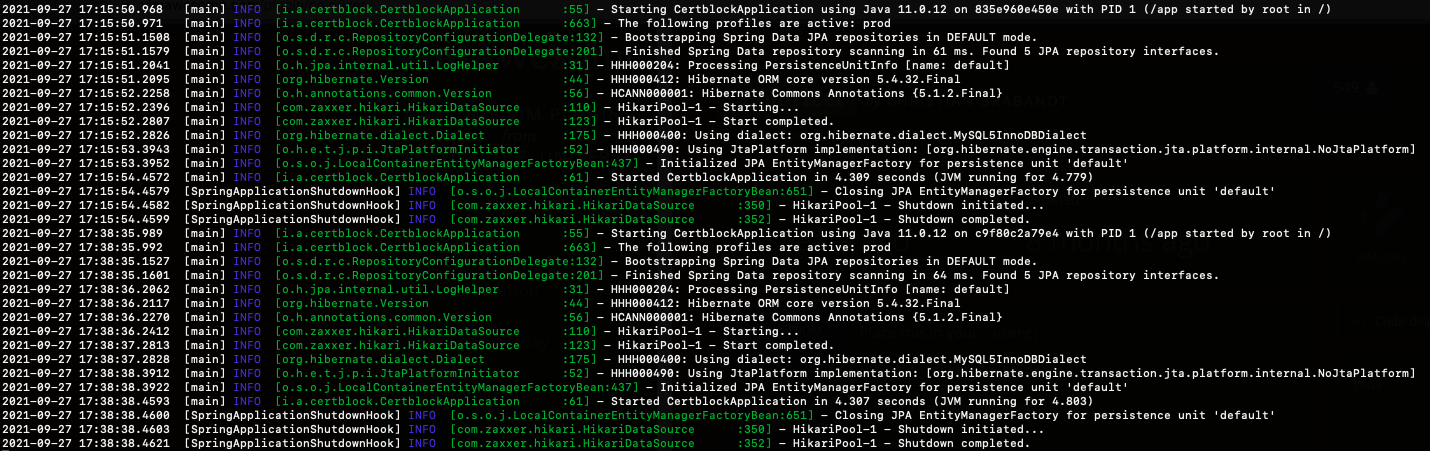 2021-09-27 17:15:50.968 [main] INFO [i.a.certblock.CertblockApplication :55] - Starting CertblockApplication using Java 11.0.12 on 835e960e450e with PID 1 (/app started by root in /)
2021-09-27 17:15:50.971 [main] INFO [i.a.certblock.CertblockApplication :663] - The following profiles are active: prod
2021-09-27 17:15:51.1508 [main] INFO [o.s.d.r.c.RepositoryConfigurationDelegate:132] - Bootstrapping Spring Data JPA repositories in DEFAULT mode.
2021-09-27 17:15:51.1579 [main] INFO [o.s.d.r.c.RepositoryConfigurationDelegate:201] - Finished Spring Data repository scanning in 61 ms. Found 5 JPA repository interfaces.
2021-09-27 17:15:51.2041 [main] INFO [o.h.jpa.internal.util.LogHelper :31] - HHH000204: Processing PersistenceUnitInfo [name: default]
2021-09-27 17:15:51.2095 [main] INFO [org.hibernate.Version :44] - HHH000412: Hibernate ORM core version 5.4.32.Final
2021-09-27 17:15:52.2258 [main] INFO [o.h.annotations.common.Version :56] - HCANN000001: Hibernate Commons Annotations {5.1.2.Final}
2021-09-27 17:15:52.2396 [main] INFO [com.zaxxer.hikari.HikariDataSource :110] - HikariPool-1 - Starting...
2021-09-27 17:15:52.2807 [main] INFO [com.zaxxer.hikari.HikariDataSource :123] - HikariPool-1 - Start completed.
2021-09-27 17:15:52.2826 [main] INFO [org.hibernate.dialect.Dialect :175] - HHH000400: Using dialect: org.hibernate.dialect.MySQL5InnoDBDialect
2021-09-27 17:15:53.3943 [main] INFO [o.h.e.t.j.p.i.JtaPlatformInitiator :52] - HHH000490: Using JtaPlatform implementation: [org.hibernate.engine.transaction.jta.platform.internal.NoJtaPlatform]
2021-09-27 17:15:53.3952 [main] INFO [o.s.o.j.LocalContainerEntityManagerFactoryBean:437] - Initialized JPA EntityManagerFactory for persistence unit 'default'
2021-09-27 17:15:54.4572 [main] INFO [i.a.certblock.CertblockApplication :61] - Started CertblockApplication in 4.309 seconds (JVM running for 4.779)
2021-09-27 17:15:54.4579 [SpringApplicationShutdownHook] INFO [o.s.o.j.LocalContainerEntityManagerFactoryBean:651] - Closing JPA EntityManagerFactory for persistence unit 'default'
2021-09-27 17:15:54.4582 [SpringApplicationShutdownHook] INFO [com.zaxxer.hikari.HikariDataSource :350] - HikariPool-1 - Shutdown initiated...
2021-09-27 17:15:54.4599 [SpringApplicationShutdownHook] INFO [com.zaxxer.hikari.HikariDataSource :352] - HikariPool-1 - Shutdown completed.
2021-09-27 17:38:35.989 [main] INFO [i.a.certblock.CertblockApplication :55] - Starting CertblockApplication using Java 11.0.12 on c9f80c2a79e4 with PID 1 (/app started by root in /)
2021-09-27 17:38:35.992 [main] INFO [i.a.certblock.CertblockApplication :663] - The following profiles are active: prod
2021-09-27 17:38:35.1527 [main] INFO [o.s.d.r.c.RepositoryConfigurationDelegate:132] - Bootstrapping Spring Data JPA repositories in DEFAULT mode.
2021-09-27 17:38:35.1601 [main] INFO [o.s.d.r.c.RepositoryConfigurationDelegate:201] - Finished Spring Data repository scanning in 64 ms. Found 5 JPA repository interfaces.
2021-09-27 17:38:36.2062 [main] INFO [o.h.jpa.internal.util.LogHelper :31] - HHH000204: Processing PersistenceUnitInfo [name: default]
2021-09-27 17:38:36.2117 [main] INFO [org.hibernate.Version :44] - HHH000412: Hibernate ORM core version 5.4.32.Final
2021-09-27 17:38:36.2270 [main] INFO [o.h.annotations.common.Version :56] - HCANN000001: Hibernate Commons Annotations {5.1.2.Final}
2021-09-27 17:38:36.2412 [main] INFO [com.zaxxer.hikari.HikariDataSource :110] - HikariPool-1 - Starting...
2021-09-27 17:38:37.2813 [main] INFO [com.zaxxer.hikari.HikariDataSource :123] - HikariPool-1 - Start completed.
2021-09-27 17:38:37.2828 [main] INFO [org.hibernate.dialect.Dialect :175] - HHH000400: Using dialect: org.hibernate.dialect.MySQL5InnoDBDialect
2021-09-27 17:38:38.3912 [main] INFO [o.h.e.t.j.p.i.JtaPlatformInitiator :52] - HHH000490: Using JtaPlatform implementation: [org.hibernate.engine.transaction.jta.platform.internal.NoJtaPlatform]
2021-09-27 17:38:38.3922 [main] INFO [o.s.o.j.LocalContainerEntityManagerFactoryBean:437] - Initialized JPA EntityManagerFactory for persistence unit 'default'
2021-09-27 17:38:38.4593 [main] INFO [i.a.certblock.CertblockApplication :61] - Started CertblockApplication in 4.307 seconds (JVM running for 4.803)
2021-09-27 17:38:38.4600 [SpringApplicationShutdownHook] INFO [o.s.o.j.LocalContainerEntityManagerFactoryBean:651] - Closing JPA EntityManagerFactory for persistence unit 'default'
2021-09-27 17:38:38.4603 [SpringApplicationShutdownHook] INFO [com.zaxxer.hikari.HikariDataSource :350] - HikariPool-1 - Shutdown initiated...
2021-09-27 17:38:38.4621 [SpringApplicationShutdownHook] INFO [com.zaxxer.hikari.HikariDataSource :352] - HikariPool-1 - Shutdown completed.